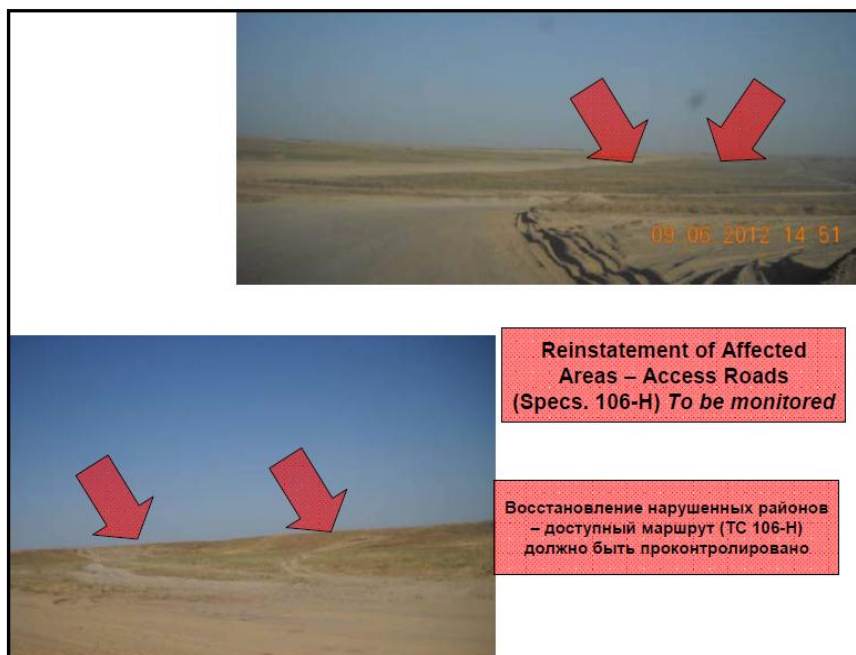 09 06 2012 14 51
Reinstatement of Affected
Areas – Access Roads
(Specs. 106-H) To be monitored
Восстановление нарушенных районов
– доступный маршрут (ТС 106-Н)
должно быть проконтролировано